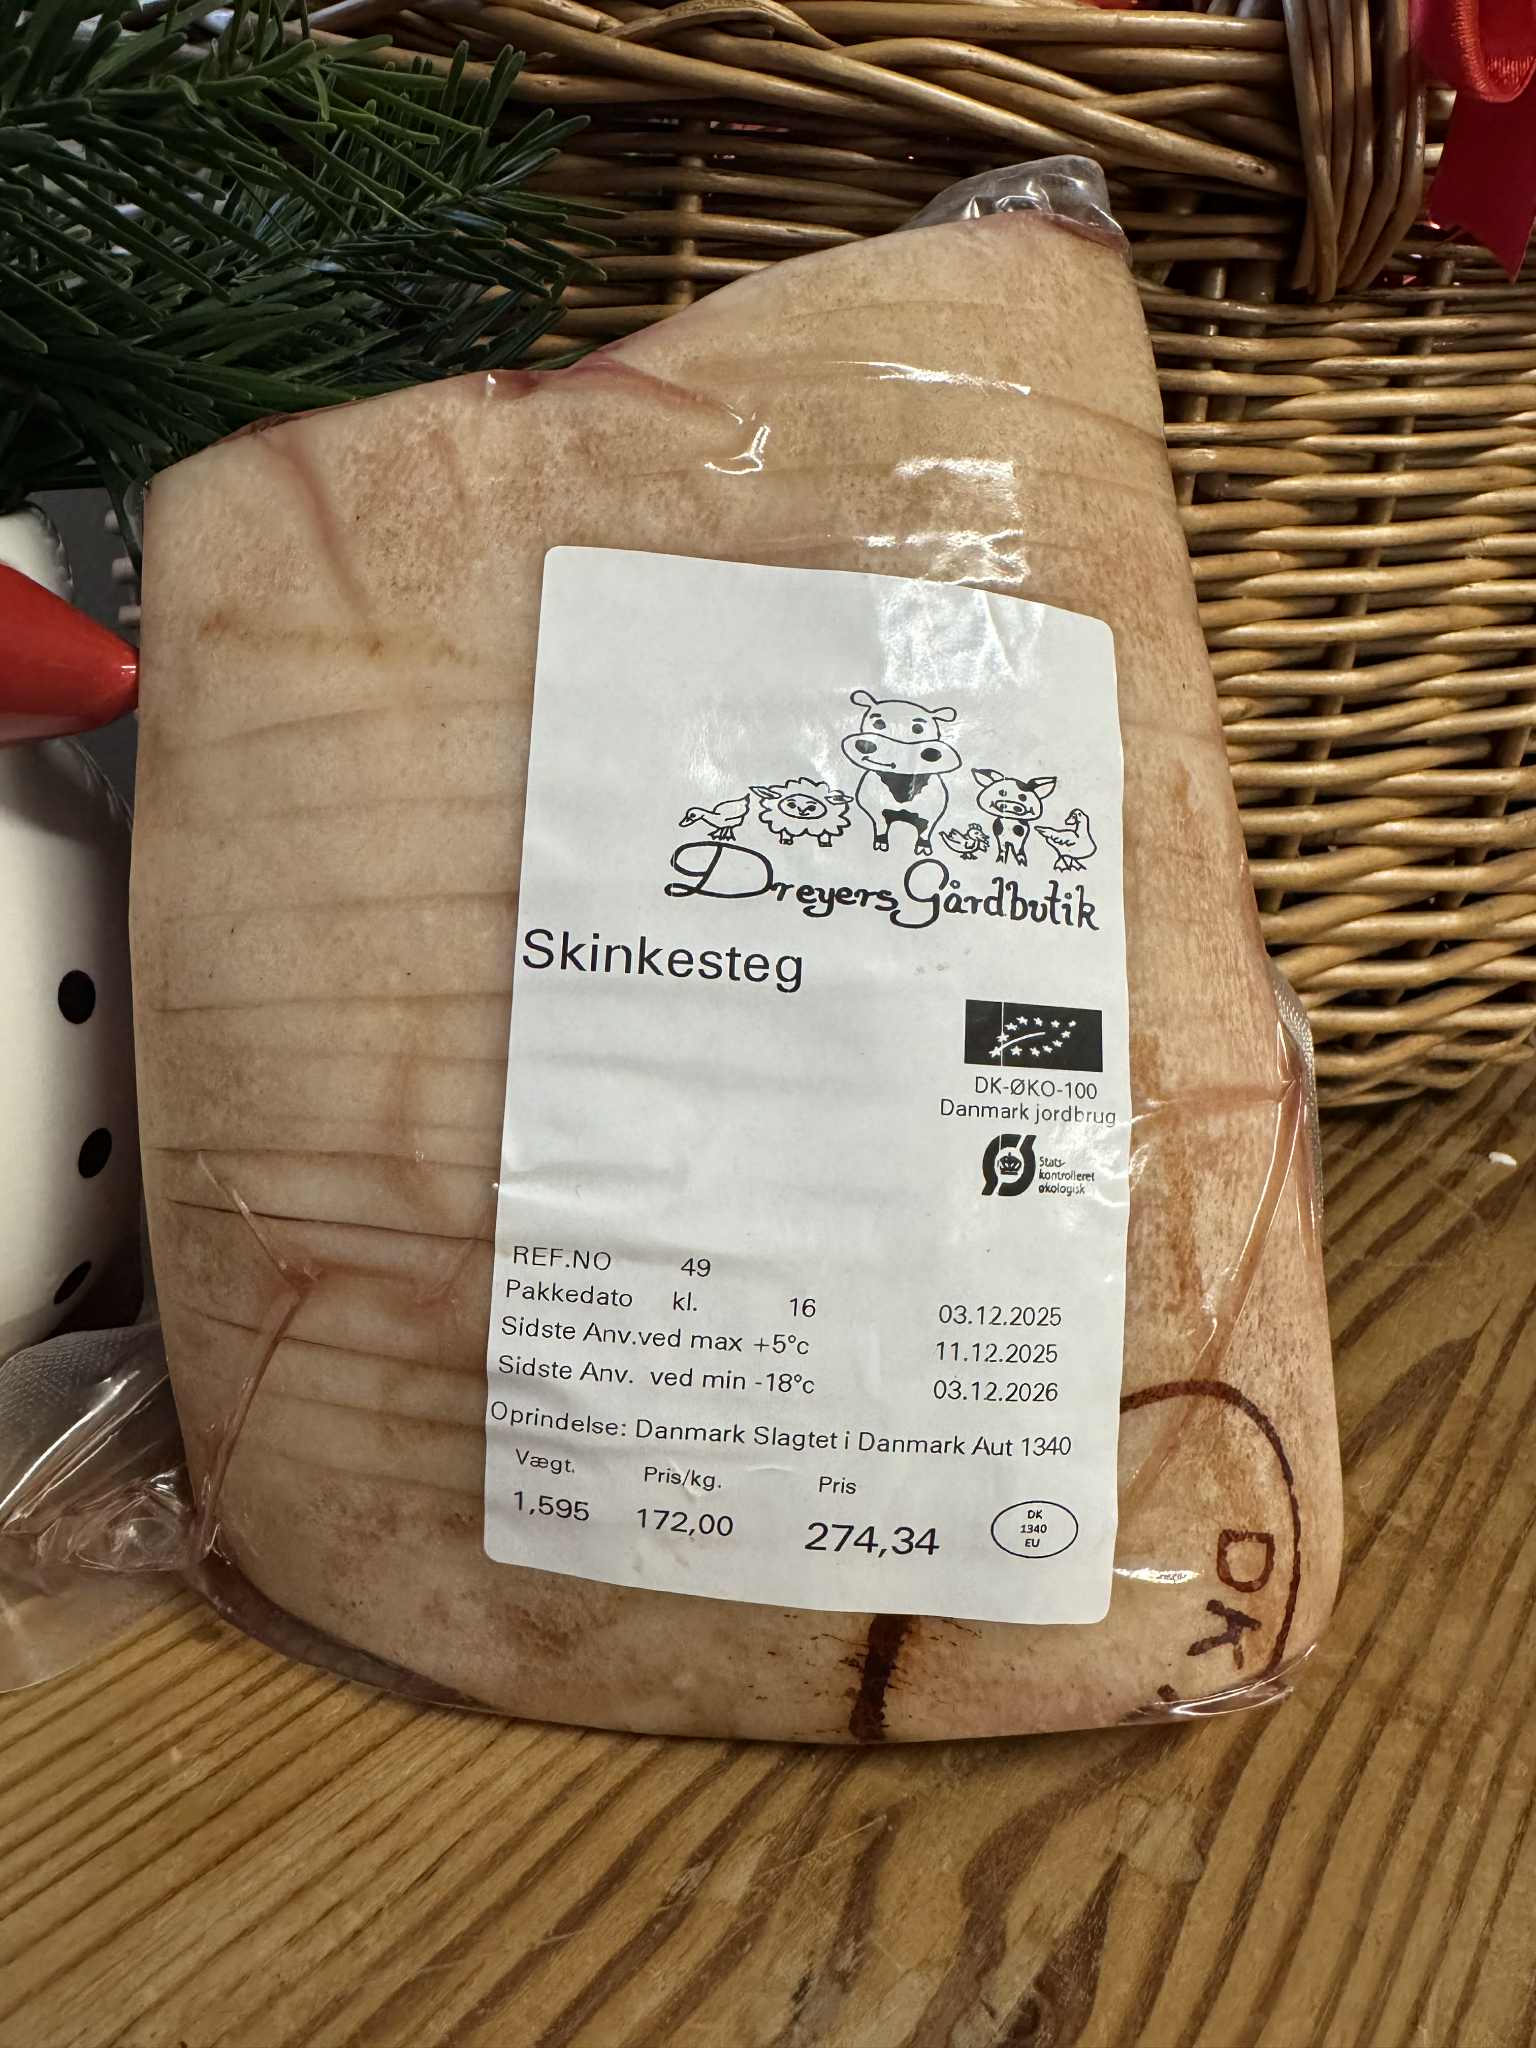 Dreyers Gårdbutik
Skinkesteg
DK-ØKO-100
Danmark jordbrug
Stats-
kontrolleret
økologisk
REF.NO 49
Pakkedato kl. 16 03.12.2025
Sidste Anv.ved max +5°c 11.12.2025
Sidste Anv. ved min -18°c 03.12.2026
Oprindelse: Danmark Slagtet i Danmark Aut 1340
Vægt. Pris/kg. Pris
1,595 172,00 274,34
DK
1340
EU
DK